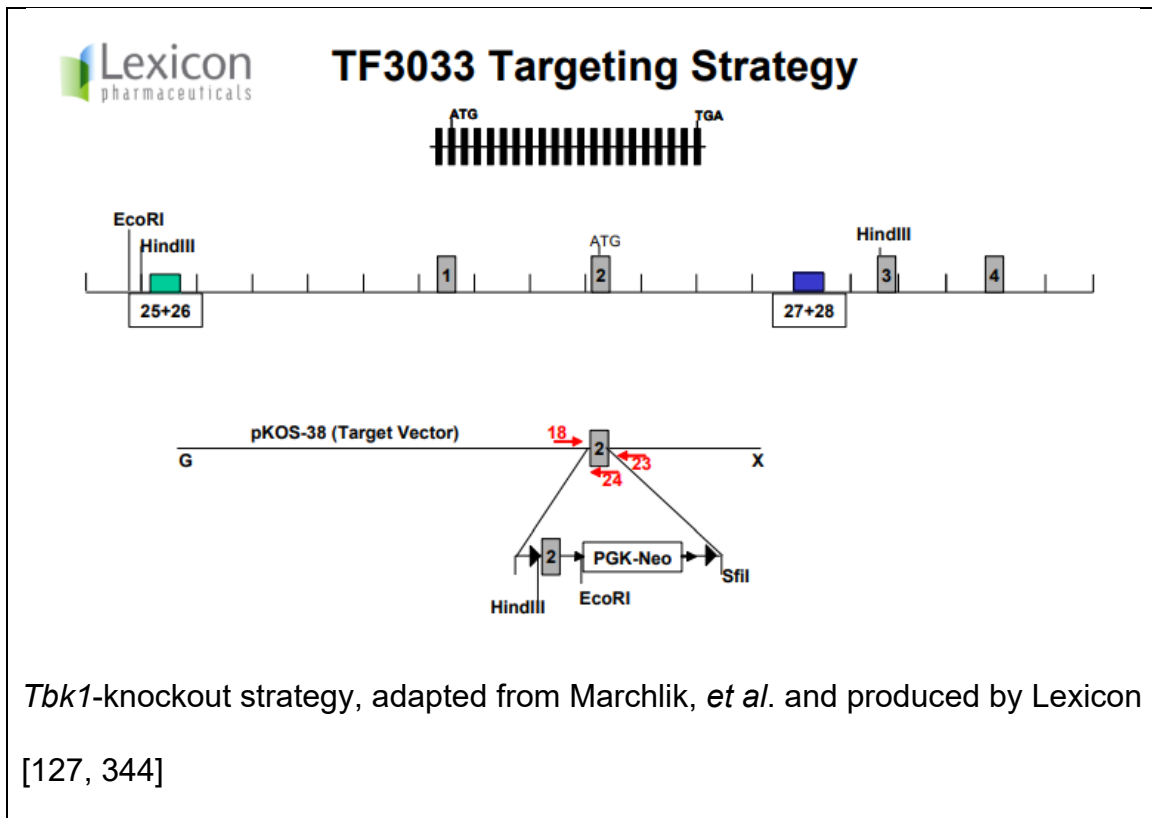 Lexicon
pharmaceuticals
TF3033 Targeting Strategy
ATG
TGA
EcoRI
HindIII
ATG
HindIII
1
2
3
4
25+26
27+28
pKOS-38 (Target Vector)
18
2
23
24
G
X
2
PGK-Neo
SfiI
HindIII
EcoRI
Tbk1-knockout strategy, adapted from Marchlik, et al. and produced by Lexicon
[127, 344]